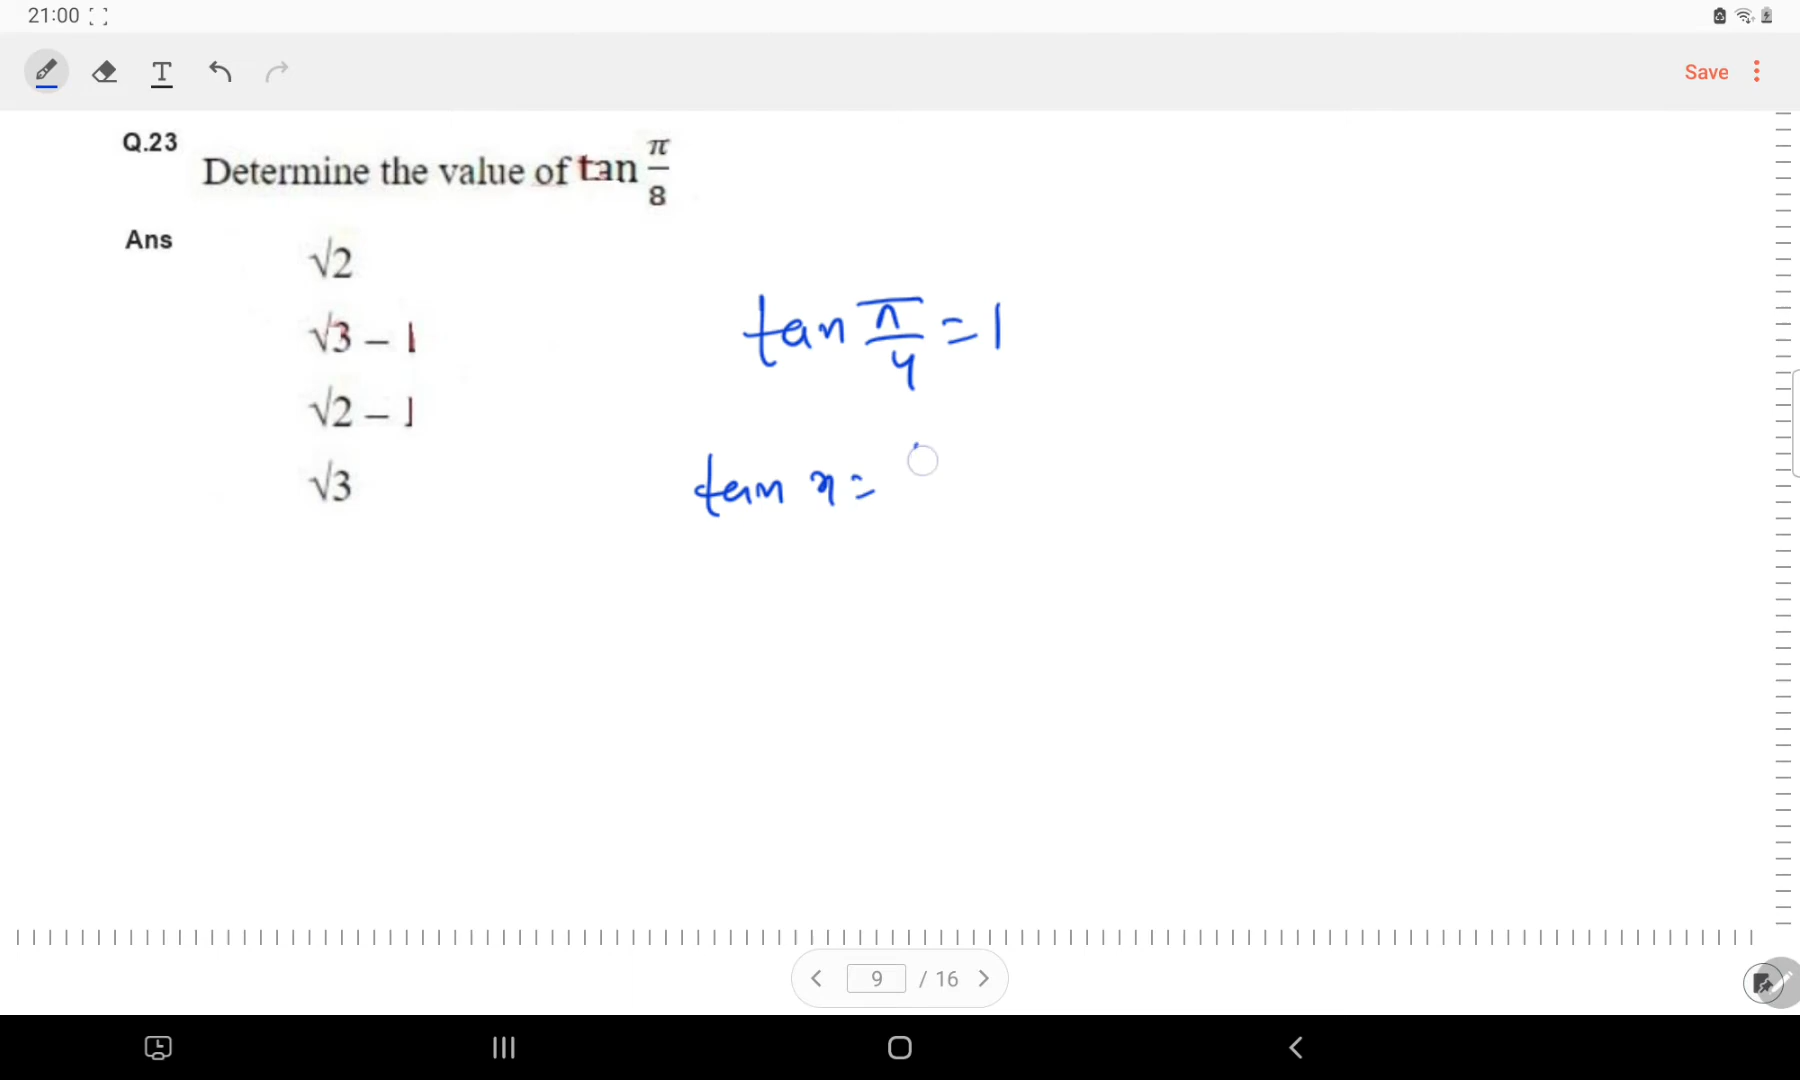 21:00
T
Save
Q.23
Determine the value of tan π/8
Ans
√2
√3 – 1
√2 – 1
√3
tan π/4 = 1
tan x =
9 / 16